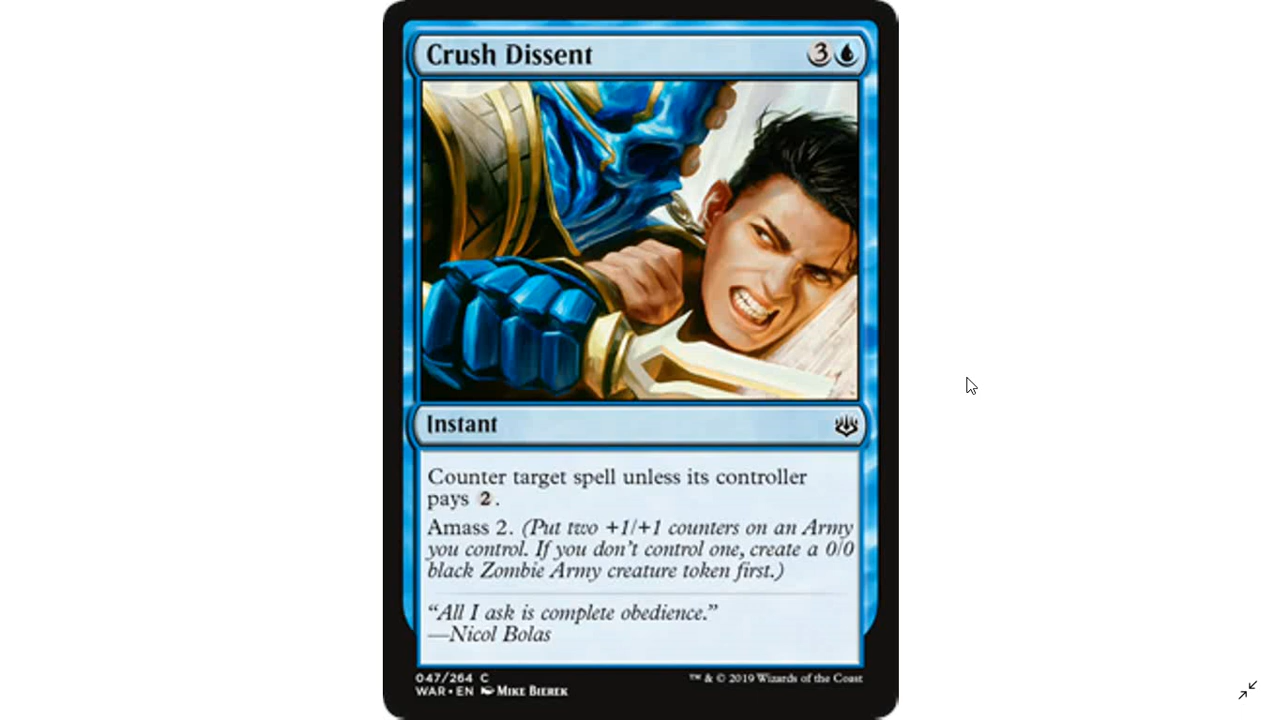 Crush Dissent 3
Instant
Counter target spell unless its controller
pays 2.
Amass 2. (Put two +1/+1 counters on an Army
you control. If you don't control one, create a 0/0
black Zombie Army creature token first.)
“All I ask is complete obedience.”
—Nicol Bolas
047/264 C
™ & © 2019 Wizards of the Coast
WAR • EN Mike Bierek